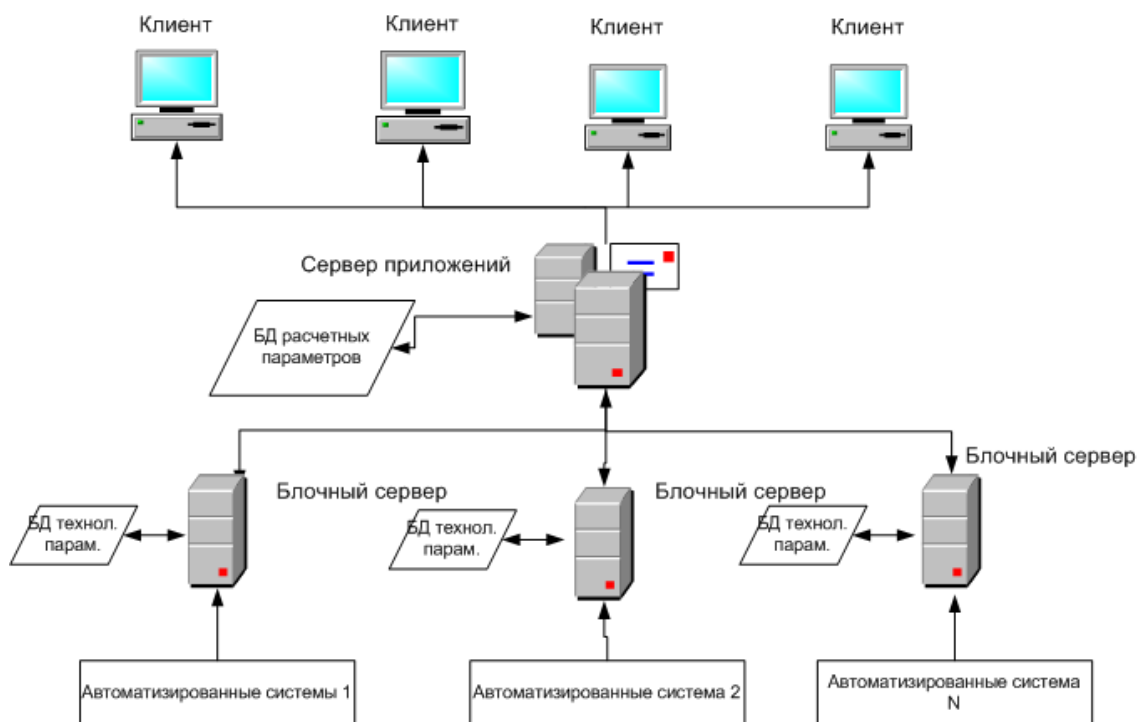 Клиент
Клиент
Клиент
Клиент
Сервер приложений
БД расчетных
параметров
Блочный сервер
Блочный сервер
Блочный сервер
БД технол.
парам.
БД технол.
парам.
БД технол.
парам.
Автоматизированные системы 1
Автоматизированные система 2
Автоматизированные система
N